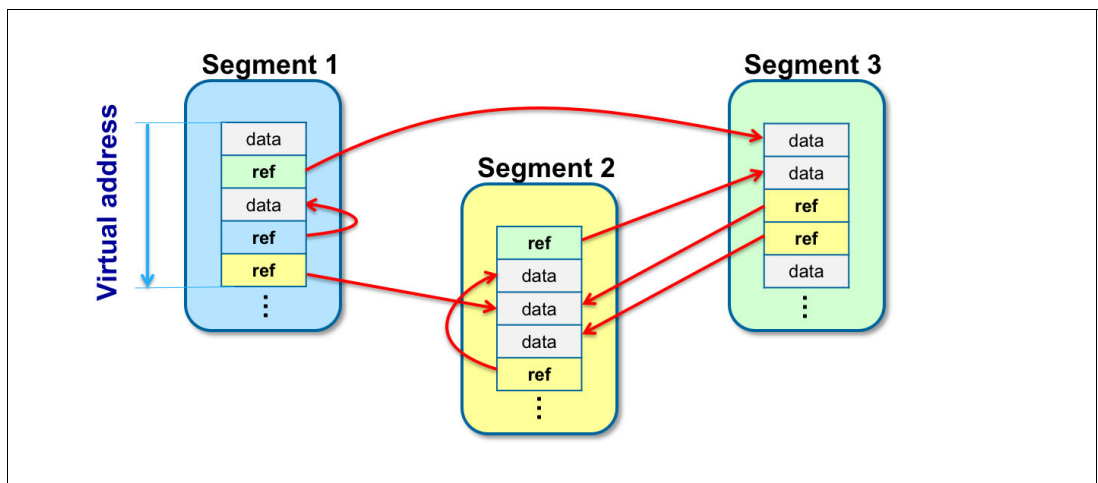 Segment 1
Virtual address
data
ref
data
ref
ref
⋮
Segment 2
ref
data
data
data
ref
⋮
Segment 3
data
data
ref
ref
data
⋮